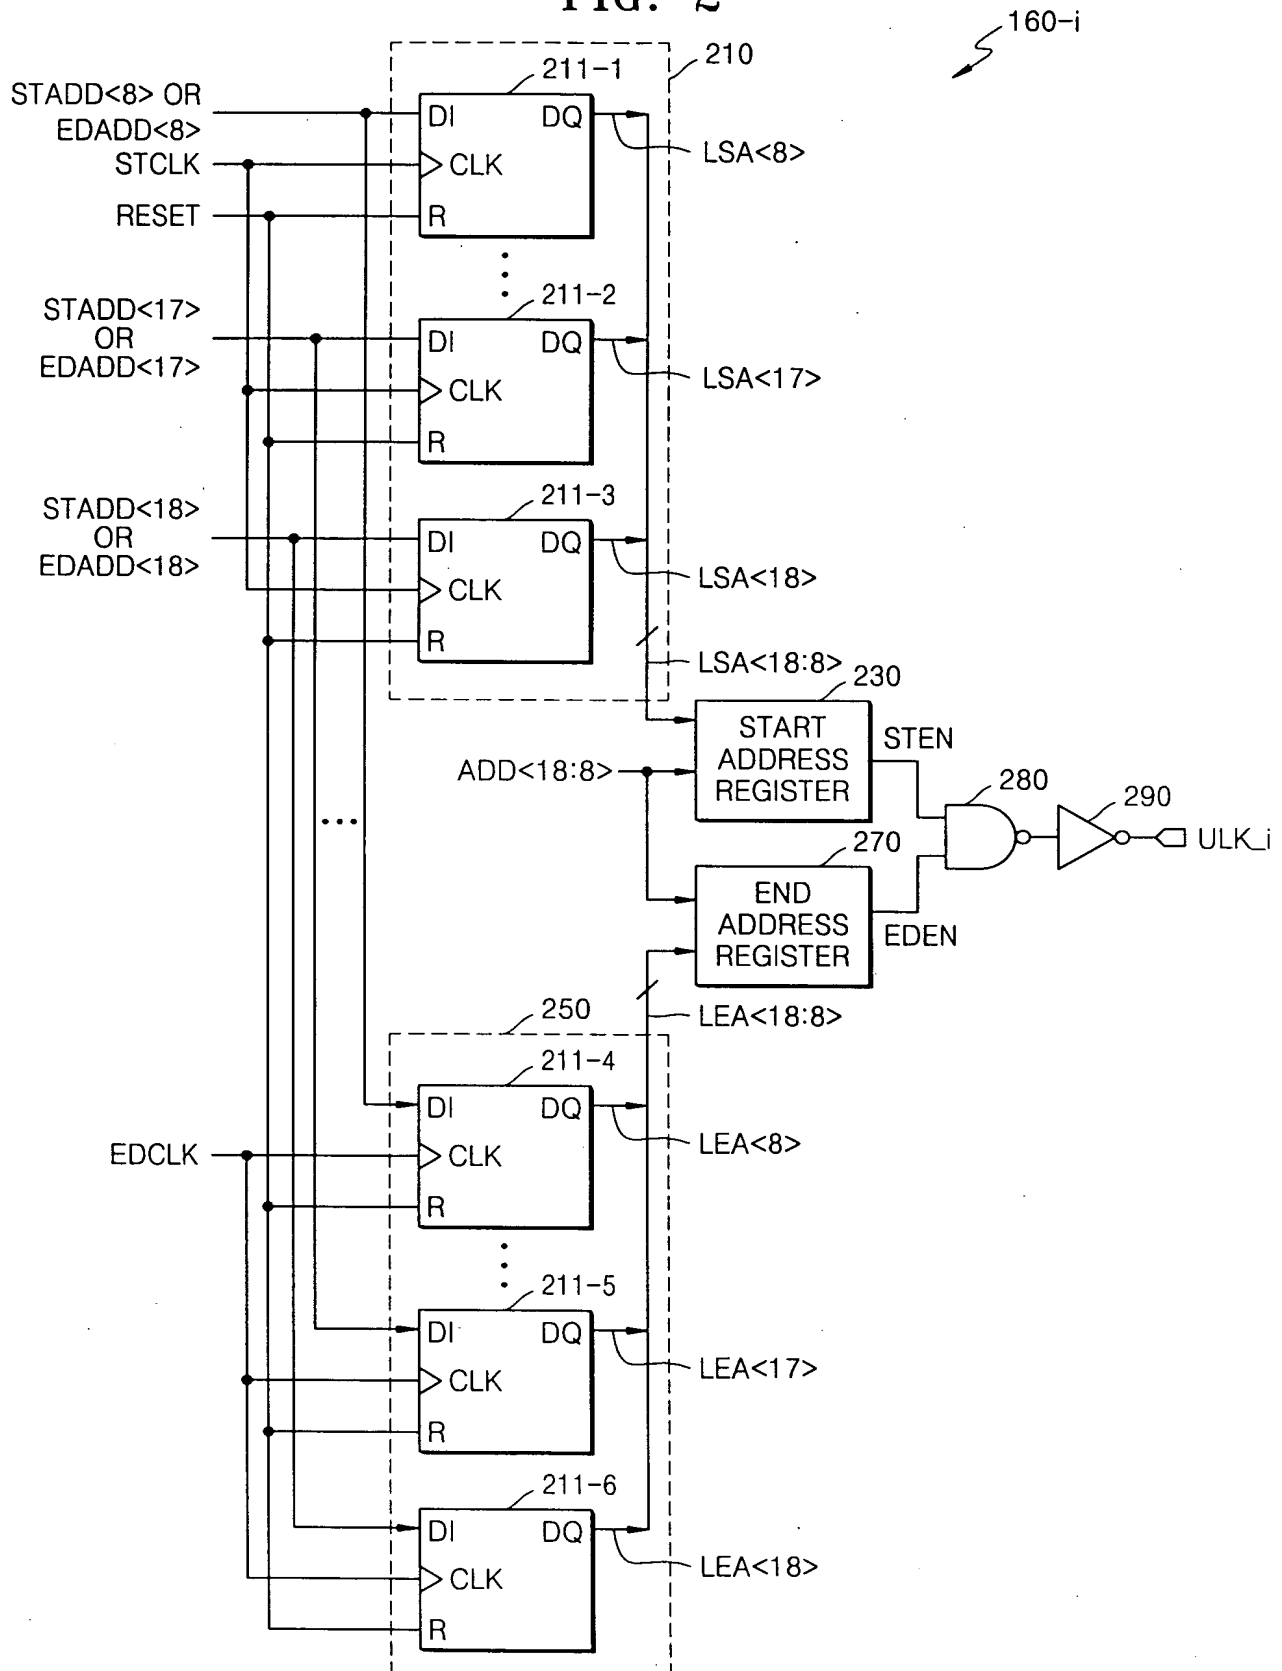 FIG. 2
160-i
210
211-1
STADD<8> OR
EDADD<8>
STCLK
RESET
DI
DQ
CLK
R
LSA<8>
211-2
STADD<17>
OR
EDADD<17>
DI
DQ
CLK
R
LSA<17>
211-3
STADD<18>
OR
EDADD<18>
DI
DQ
CLK
R
LSA<18>
LSA<18:8>
230
START
ADDRESS
REGISTER
STEN
ADD<18:8>
280
290
ULK_i
270
END
ADDRESS
REGISTER
EDEN
LEA<18:8>
250
211-4
DI
DQ
EDCLK
CLK
R
LEA<8>
211-5
DI
DQ
CLK
R
LEA<17>
211-6
DI
DQ
CLK
R
LEA<18>